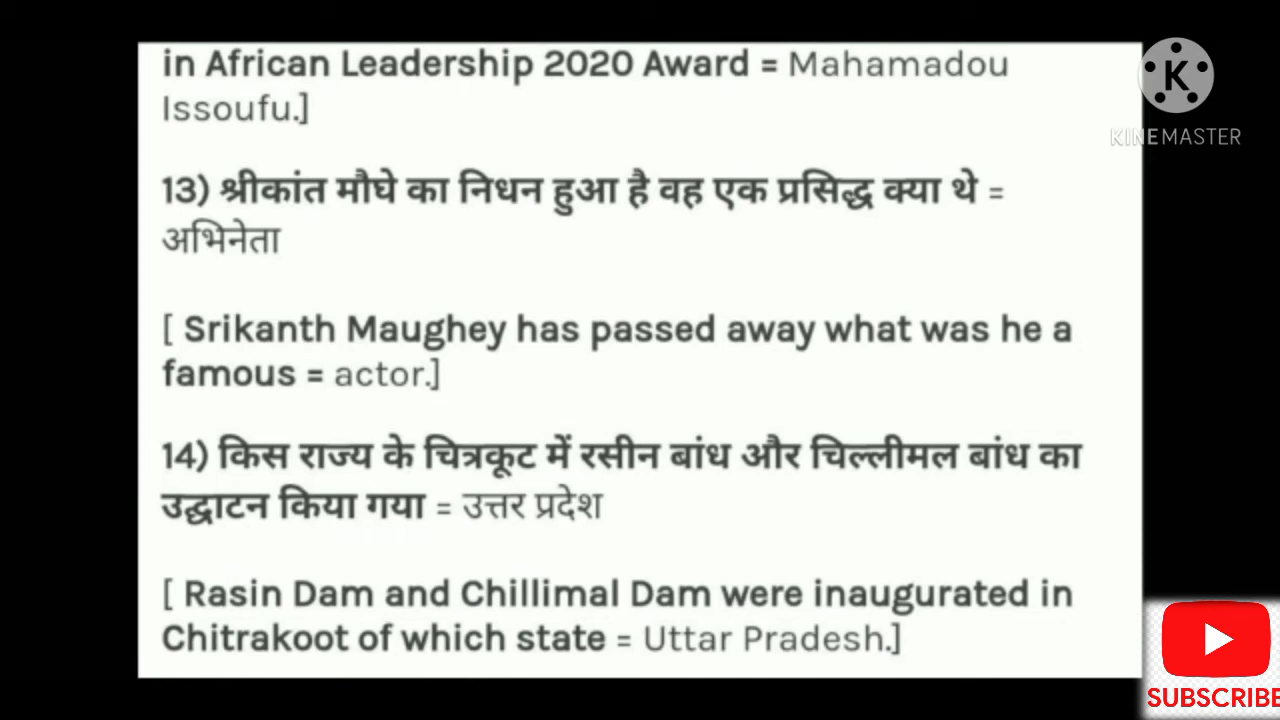 in African Leadership 2020 Award = Mahamadou
Issoufu.]
K
KINEMASTER
13) श्रीकांत मौघे का निधन हुआ है वह एक प्रसिद्ध क्या थे =
अभिनेता
[ Srikanth Maughey has passed away what was he a
famous = actor.]
14) किस राज्य के चित्रकूट में रसीन बांध और चिल्लीमल बांध का
उद्घाटन किया गया = उत्तर प्रदेश
[ Rasin Dam and Chillimal Dam were inaugurated in
Chitrakoot of which state = Uttar Pradesh.]
SUBSCRIBE